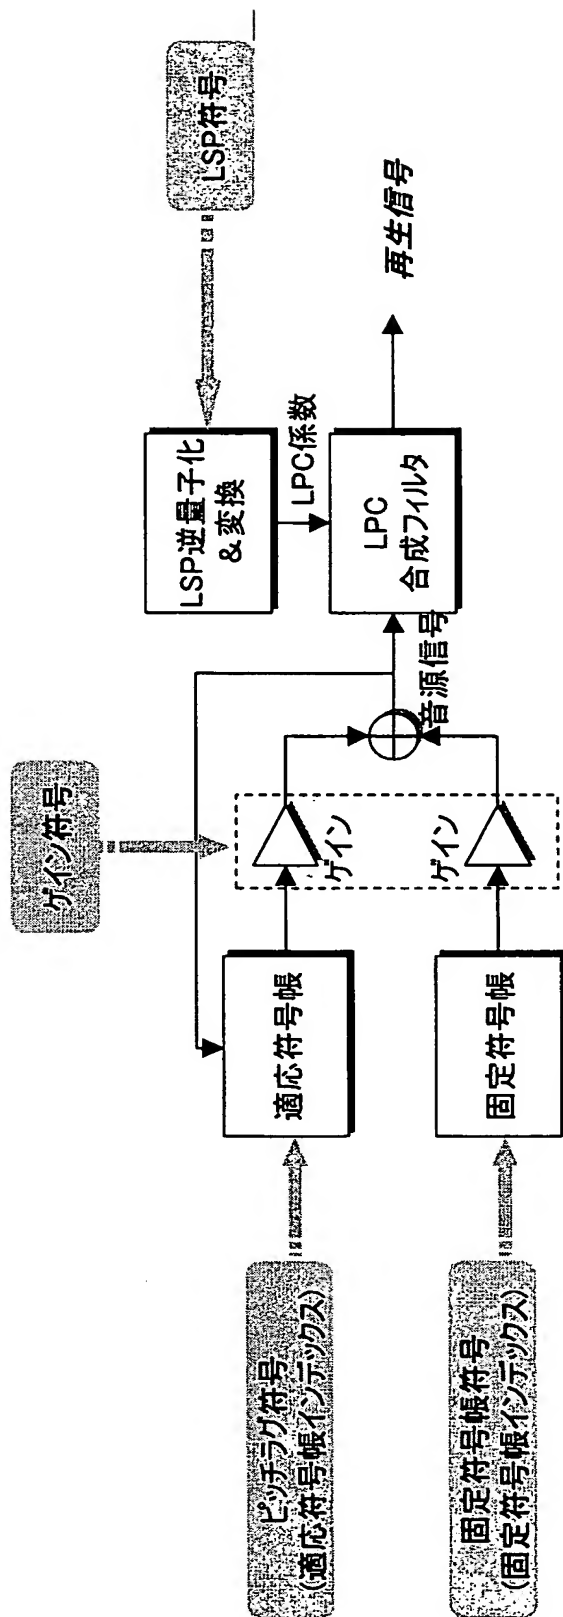 LSP符号
ゲイン符号
LSP逆量子化
&変換
LPC係数
LPC
合成フィルタ
再生信号
音源信号
ゲイン
ゲイン
適応符号帳
固定符号帳
ピッチラグ符号
(適応符号帳インデックス)
固定符号帳符号
(固定符号帳インデックス)